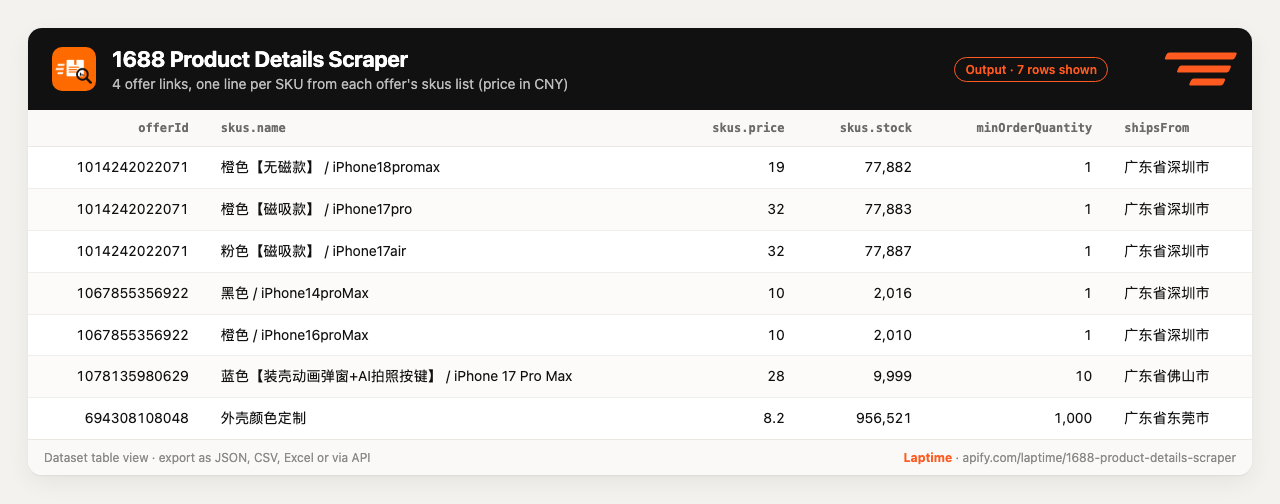 1688 Product Details Scraper
4 offer links, one line per SKU from each offer's skus list (price in CNY)
Output · 7 rows shown
offerId skus.name skus.price skus.stock minOrderQuantity shipsFrom
1014242022071 橙色【无磁款】 / iPhone18promax 19 77,882 1 广东省深圳市
1014242022071 橙色【磁吸款】 / iPhone17pro 32 77,883 1 广东省深圳市
1014242022071 粉色【磁吸款】 / iPhone17air 32 77,887 1 广东省深圳市
1067855356922 黑色 / iPhone14proMax 10 2,016 1 广东省深圳市
1067855356922 橙色 / iPhone16proMax 10 2,010 1 广东省深圳市
1078135980629 蓝色【装壳动画弹窗+AI拍照按键】 / iPhone 17 Pro Max 28 9,999 10 广东省佛山市
694308108048 外壳颜色定制 8.2 956,521 1,000 广东省东莞市
Dataset table view · export as JSON, CSV, Excel or via API
Laptime · apify.com/laptime/1688-product-details-scraper